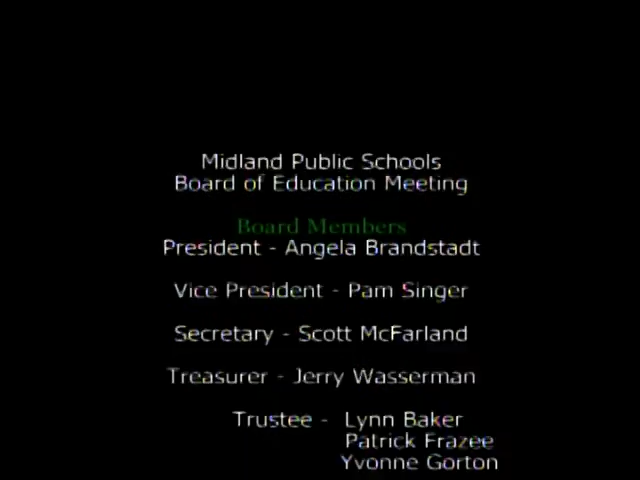 Midland Public Schools
Board of Education Meeting
Board Members
President - Angela Brandstadt
Vice President - Pam Singer
Secretary - Scott McFarland
Treasurer - Jerry Wasserman
Trustee - Lynn Baker
Patrick Frazee
Yvonne Gorton